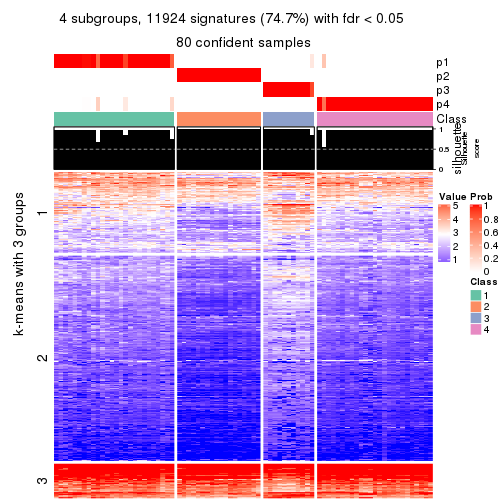 4 subgroups, 11924 signatures (74.7%) with fdr < 0.05
80 confident samples
p1
p2
p3
p4
Class
silhouette
1
0.5
0
Silhouette
score
k-means with 3 groups
1
2
3
Value
5
4
3
2
1
Prob
1
0.8
0.6
0.4
0.2
0
Class
1
2
3
4